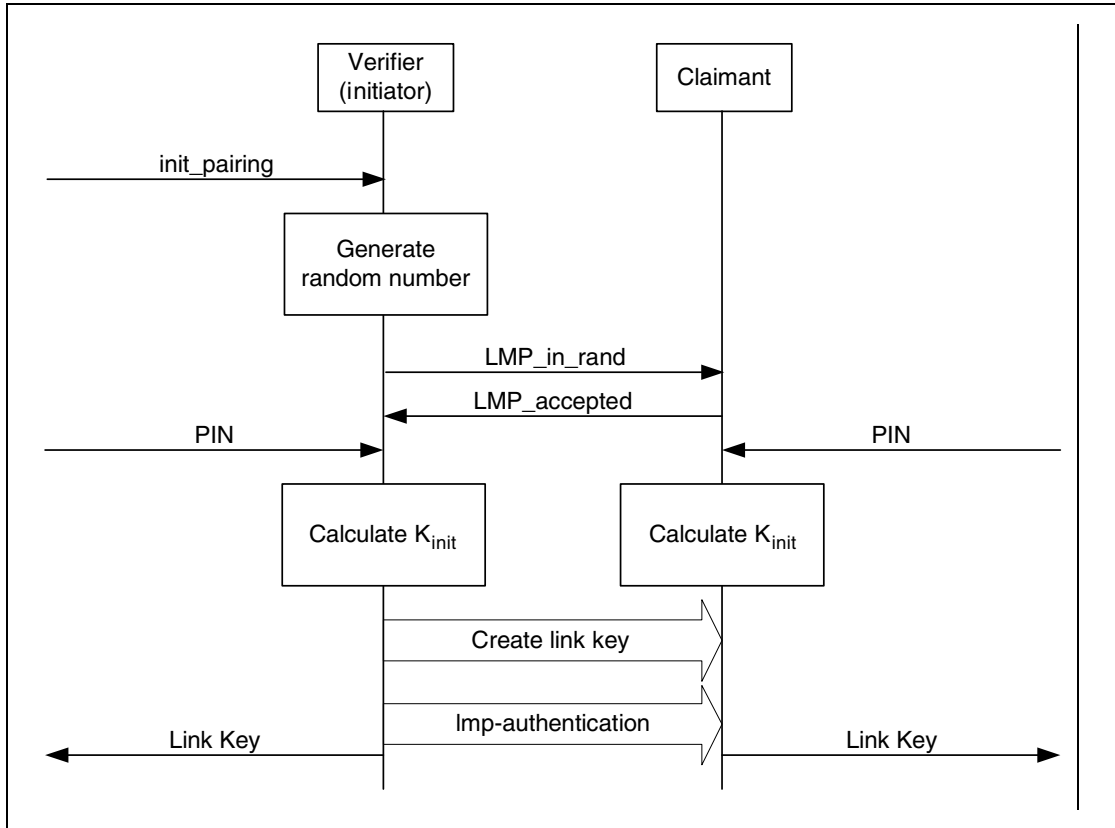 Verifier
(initiator)
Claimant
init_pairing
Generate
random number
LMP_in_rand
LMP_accepted
PIN
PIN
Calculate Kinit
Calculate Kinit
Create link key
lmp-authentication
Link Key
Link Key